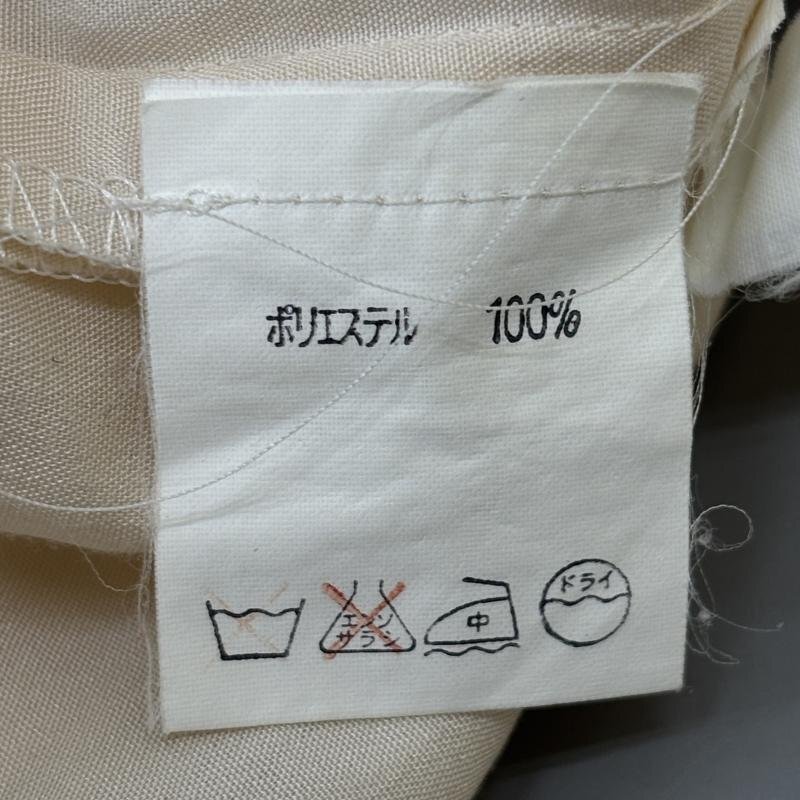 ポリエステル 100%
エンソ
サラシ
中
ドライ